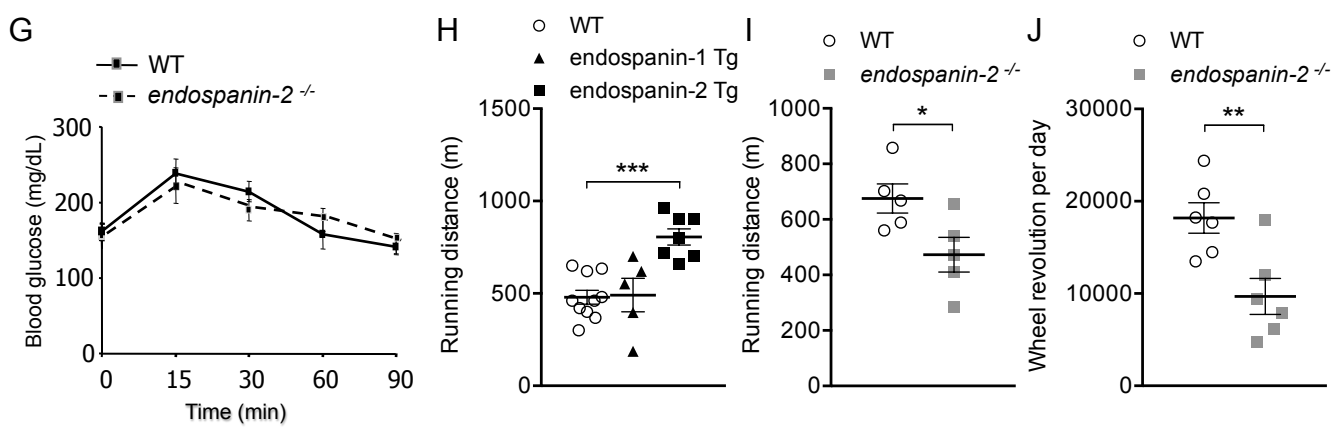 G
WT
endospanin-2 -/-
Blood glucose (mg/dL)
300
200
100
0
0 15 30 60 90
Time (min)
H
WT
endospanin-1 Tg
endospanin-2 Tg
Running distance (m)
1500
1000
500
0
***
I
WT
endospanin-2 -/-
Running distance (m)
1000
800
600
400
200
0
*
J
WT
endospanin-2 -/-
Wheel revolution per day
30000
20000
10000
0
**